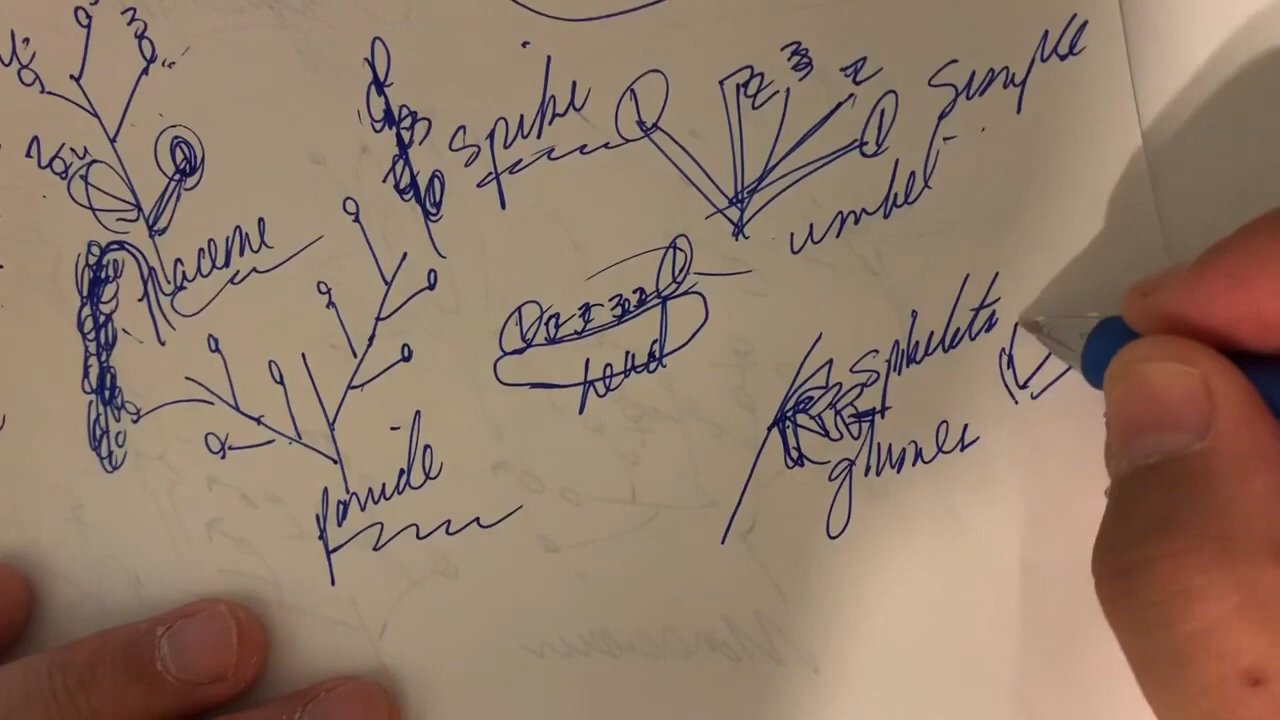 spike
simple
umbel
raceme
head
spikelets
glumes
panicle